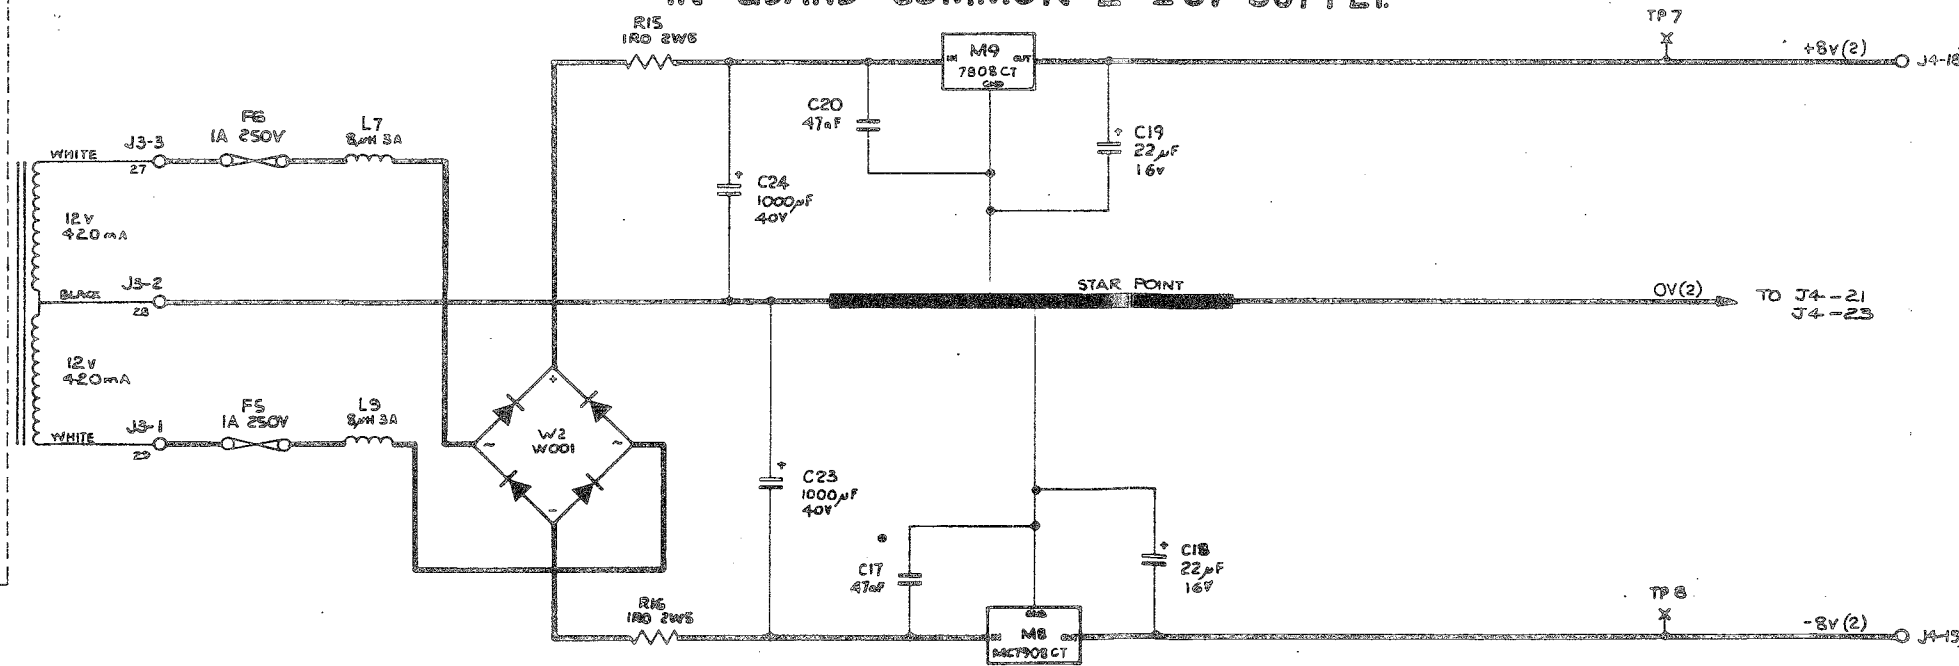 TP7
R15
1R0 2W5
M9
IN
OUT
7808CT
GND
+8V(2)
J4-18
C20
47nF
C19
+
22µF
16V
F6
1A 250V
L7
8µH 3A
J3-3
WHITE
27
12V
420mA
C24
+
1000µF
40V
J3-2
BLACK
28
STAR POINT
0V(2)
TO J4-21
J4-23
12V
420mA
F5
1A 250V
L9
8µH 3A
J3-1
WHITE
29
+
~
W2
~
W001
-
C23
+
1000µF
40V
C17
47nF
C18
+
22µF
16V
R16
1R0 2W5
M8
OUT
MC7908CT
TP8
-8V(2)
J4-19